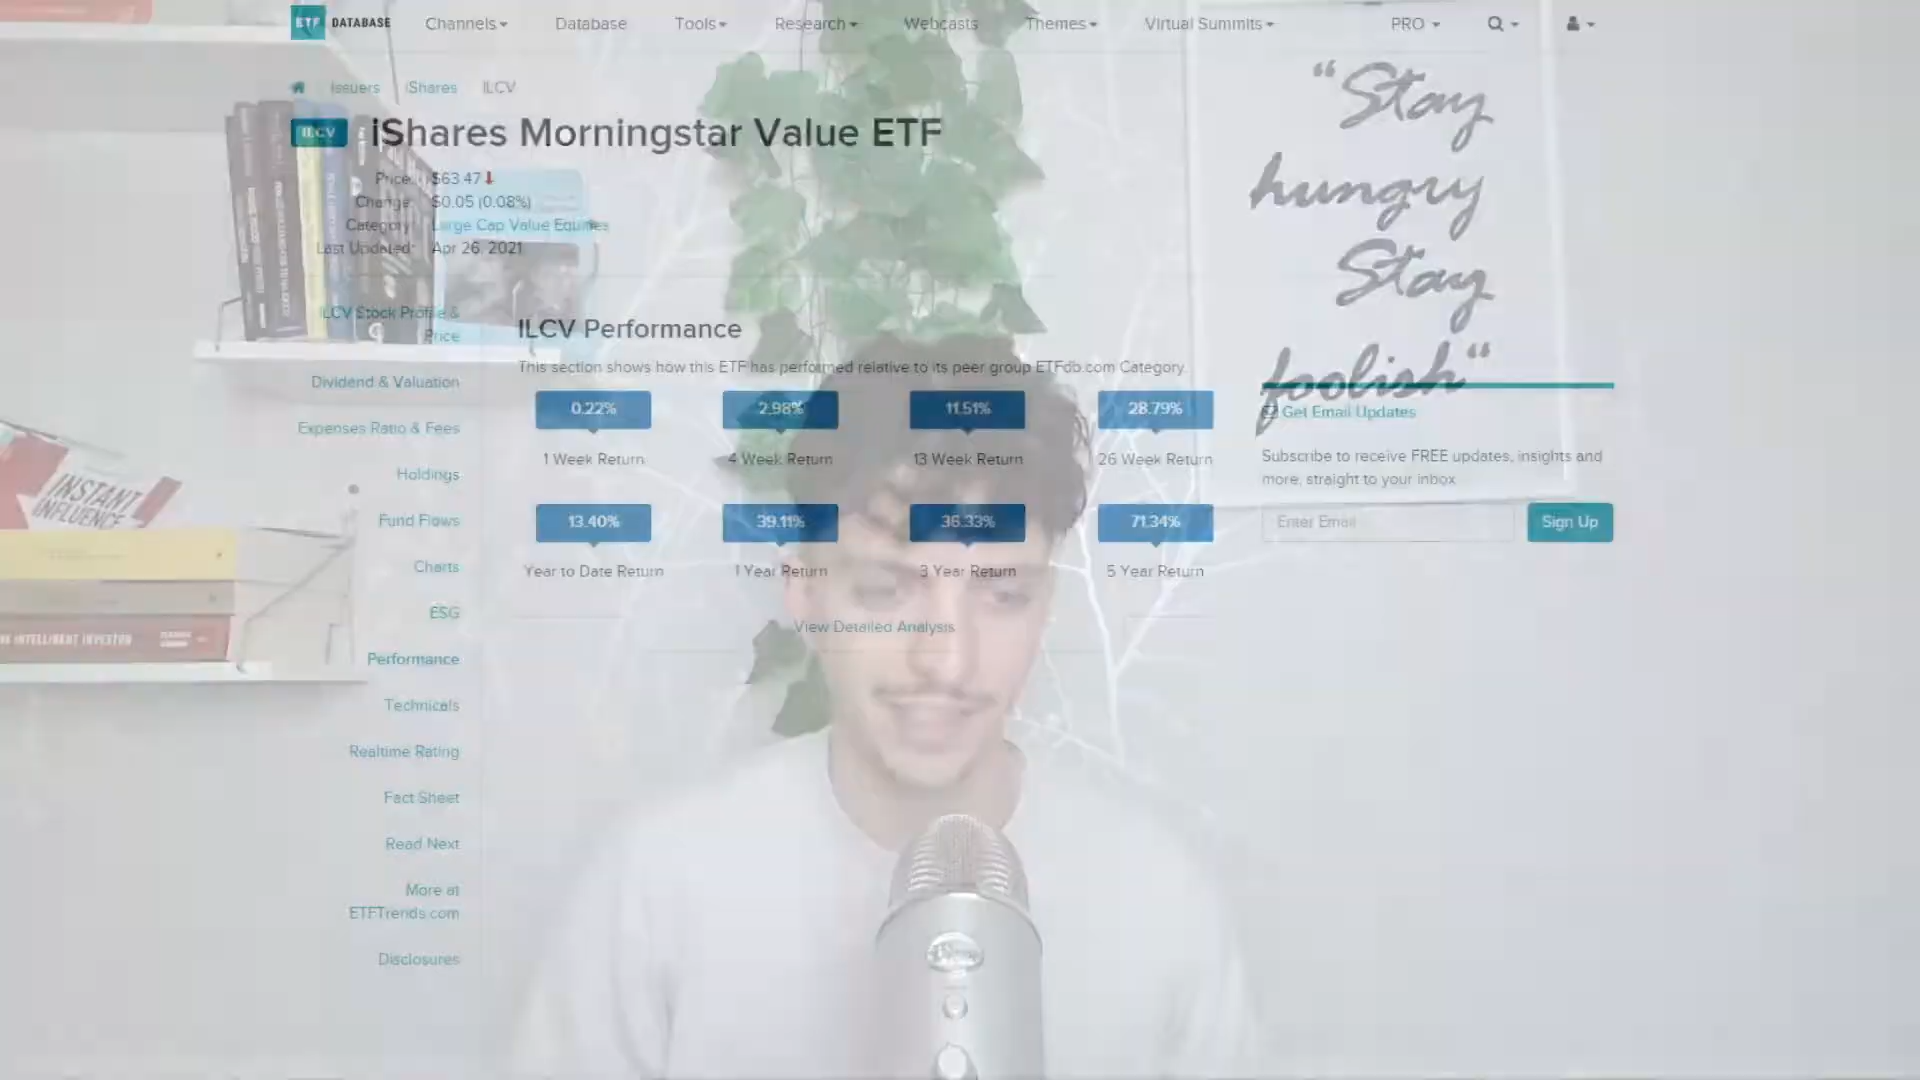 ETF DATABASE Channels Database Tools Research Webcasts Themes Virtual Summits PRO
Issuers iShares ILCV
ILCV iShares Morningstar Value ETF
Price: $63.47
Change: $0.05 (0.08%)
Category: Large Cap Value Equities
Last Updated: Apr 26, 2021
ILCV Stock Profile &
Price
Dividend & Valuation
Expenses Ratio & Fees
Holdings
Fund Flows
Charts
ESG
Performance
Technicals
Realtime Rating
Fact Sheet
Read Next
More at
ETFTrends.com
Disclosures
ILCV Performance
This section shows how this ETF has performed relative to its peer group ETFdb.com Category.
0.22% 2.98% 11.51% 28.79%
1 Week Return 4 Week Return 13 Week Return 26 Week Return
13.40% 39.11% 36.33% 71.34%
Year to Date Return 1 Year Return 3 Year Return 5 Year Return
View Detailed Analysis
Get Email Updates
Subscribe to receive FREE updates, insights and
more, straight to your inbox
Enter Email Sign Up
“Stay
hungry
Stay
foolish“
INSTANT
INFLUENCE
INTELLIGENT INVESTOR